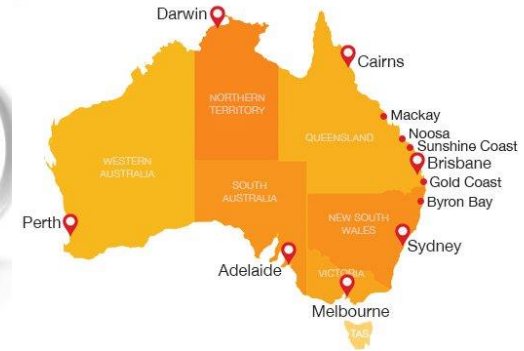 Darwin
Cairns
NORTHERN
TERRITORY
Mackay
QUEENSLAND
Noosa
Sunshine Coast
Brisbane
WESTERN
AUSTRALIA
SOUTH
AUSTRALIA
Gold Coast
Byron Bay
NEW SOUTH
WALES
Perth
Sydney
Adelaide
VICTORIA
Melbourne
TAS